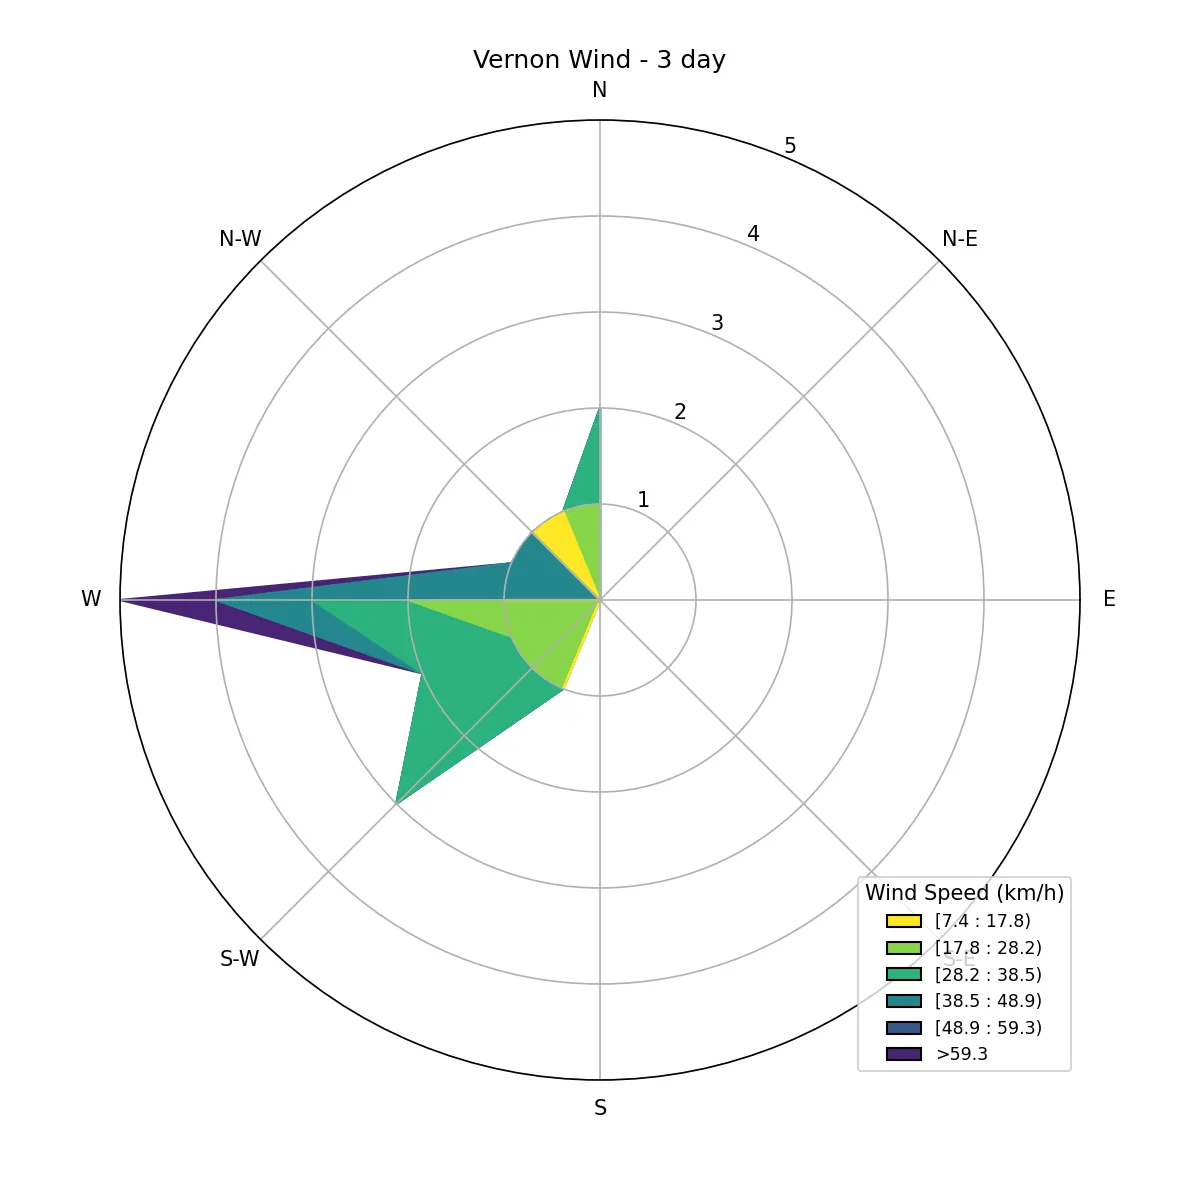 Vernon Wind - 3 day
N
5
N-W
N-E
4
3
2
1
W
E
S-W
S-E
S
Wind Speed (km/h)
[7.4 : 17.8)
[17.8 : 28.2)
[28.2 : 38.5)
[38.5 : 48.9)
[48.9 : 59.3)
>59.3